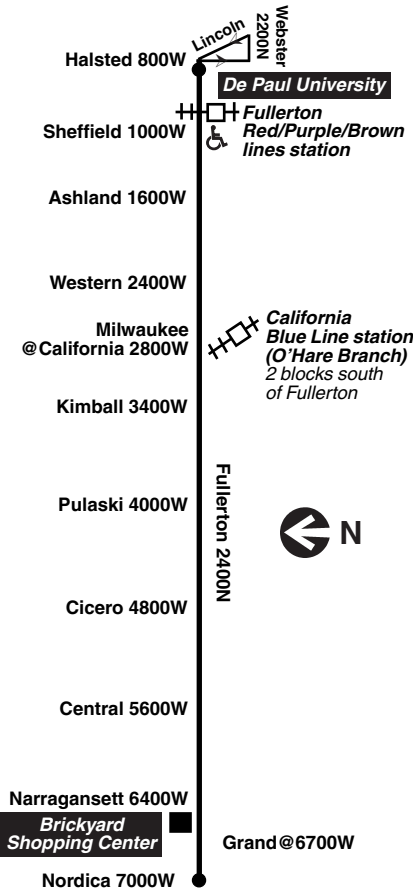 Lincoln
Webster
2200N
Halsted 800W
De Paul University
Fullerton
Red/Purple/Brown
lines station
Sheffield 1000W
Ashland 1600W
Western 2400W
Milwaukee
@California 2800W
California
Blue Line station
(O'Hare Branch)
2 blocks south
of Fullerton
Kimball 3400W
Fullerton 2400N
Pulaski 4000W
N
Cicero 4800W
Central 5600W
Narragansett 6400W
Brickyard
Shopping Center
Grand@6700W
Nordica 7000W